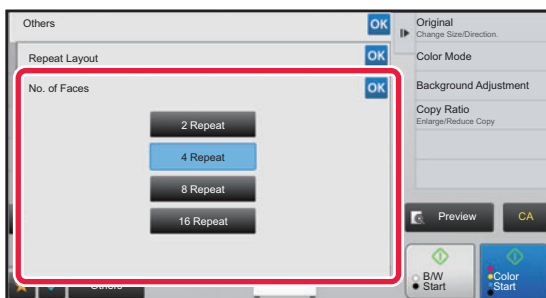 Others
OK
Repeat Layout
OK
No. of Faces
OK
2 Repeat
4 Repeat
8 Repeat
16 Repeat
Others
Original
Change Size/Direction.
Color Mode
Background Adjustment
Copy Ratio
Enlarge/Reduce Copy
Preview
CA
B/W
Start
Color
Start